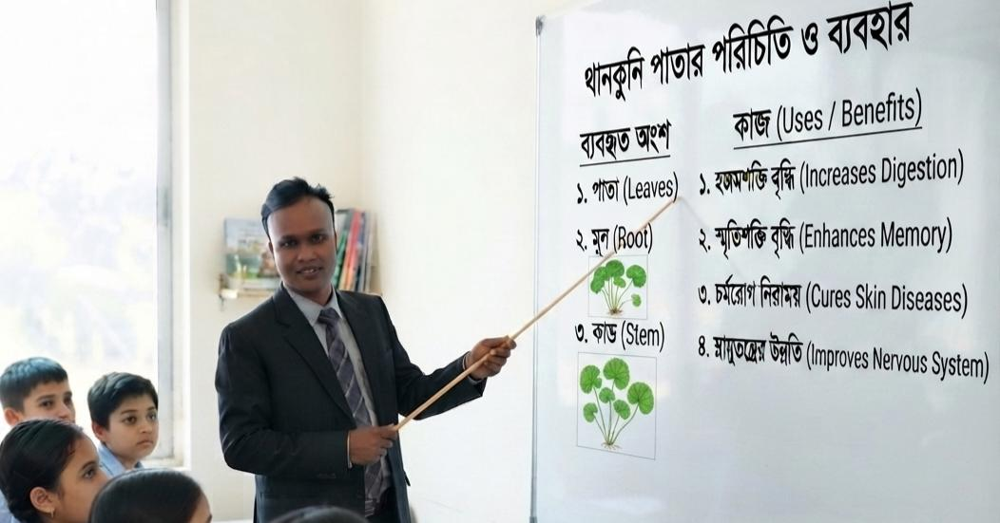 থানকুনি পাতার পরিচিতি ও ব্যবহার
ব্যবহৃত অংশ
১. পাতা (Leaves)
২. মূল (Root)
৩. কান্ড (Stem)
কাজ (Uses / Benefits)
১. হজমশক্তি বৃদ্ধি (Increases Digestion)
২. স্মৃতিশক্তি বৃদ্ধি (Enhances Memory)
৩. চর্মরোগ নিরাময় (Cures Skin Diseases)
৪. উন্নতি (Improves Nervous System)